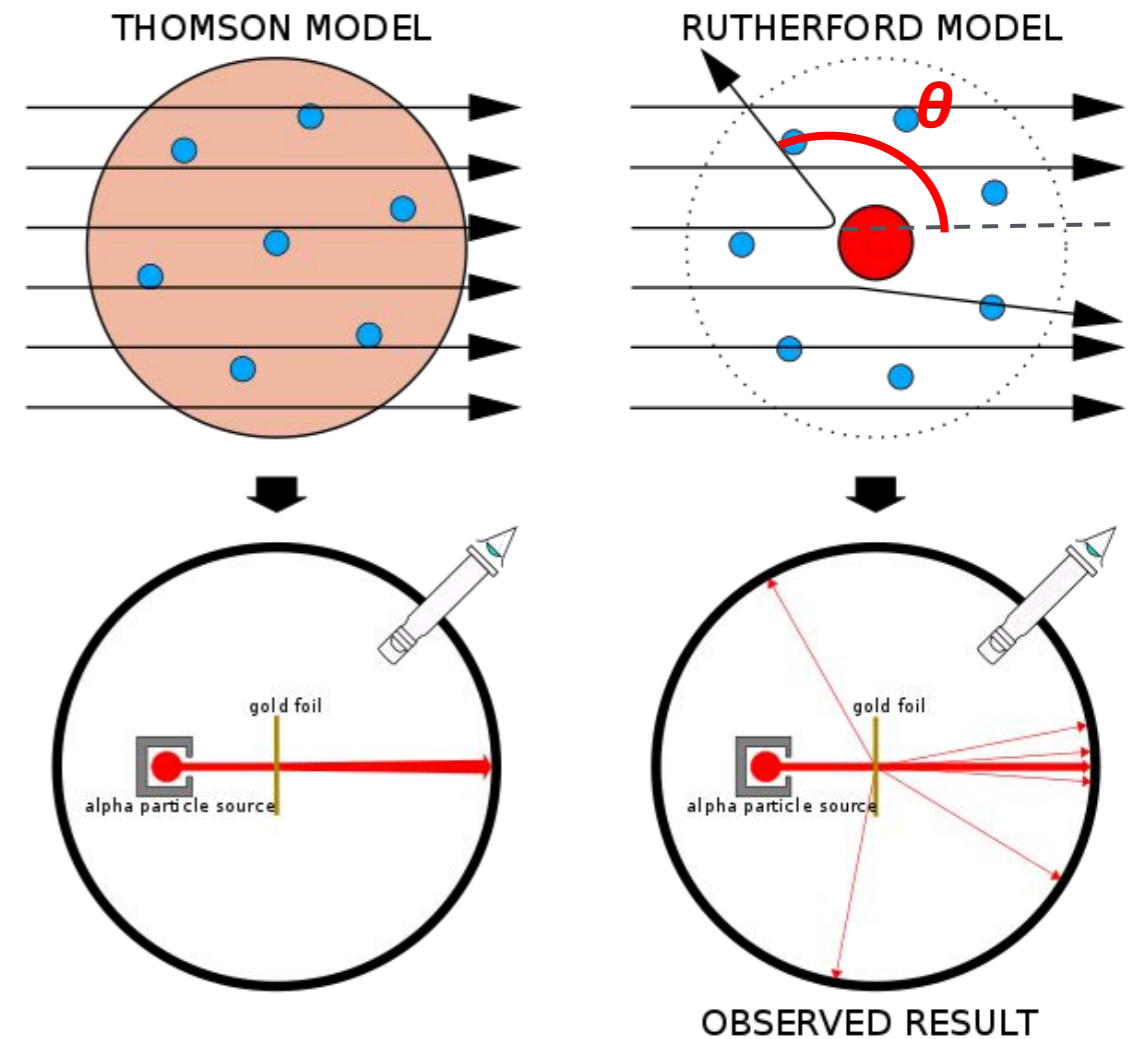 THOMSON MODEL
RUTHERFORD MODEL
θ
gold foil
alpha particle source
gold foil
alpha particle source
OBSERVED RESULT